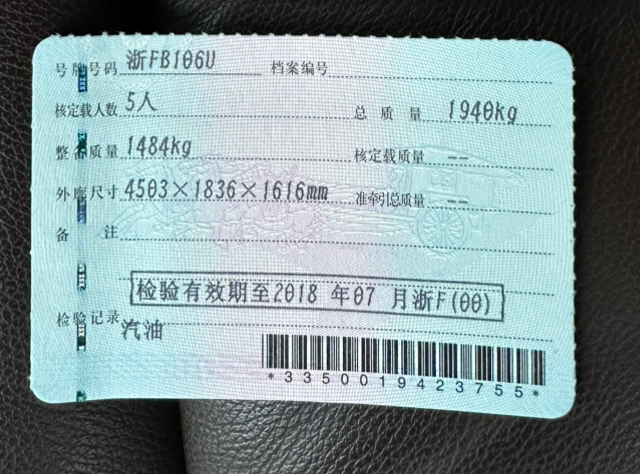 号牌号码 浙FB106U 档案编号
核定载人数 5人 总质量 1940kg
整备质量 1484kg 核定载质量 --
外廓尺寸 4503×1836×1616mm 准牵引总质量 --
备注
检验有效期至2018 年07 月浙F(00)
检验记录
汽油
*3350019423755*